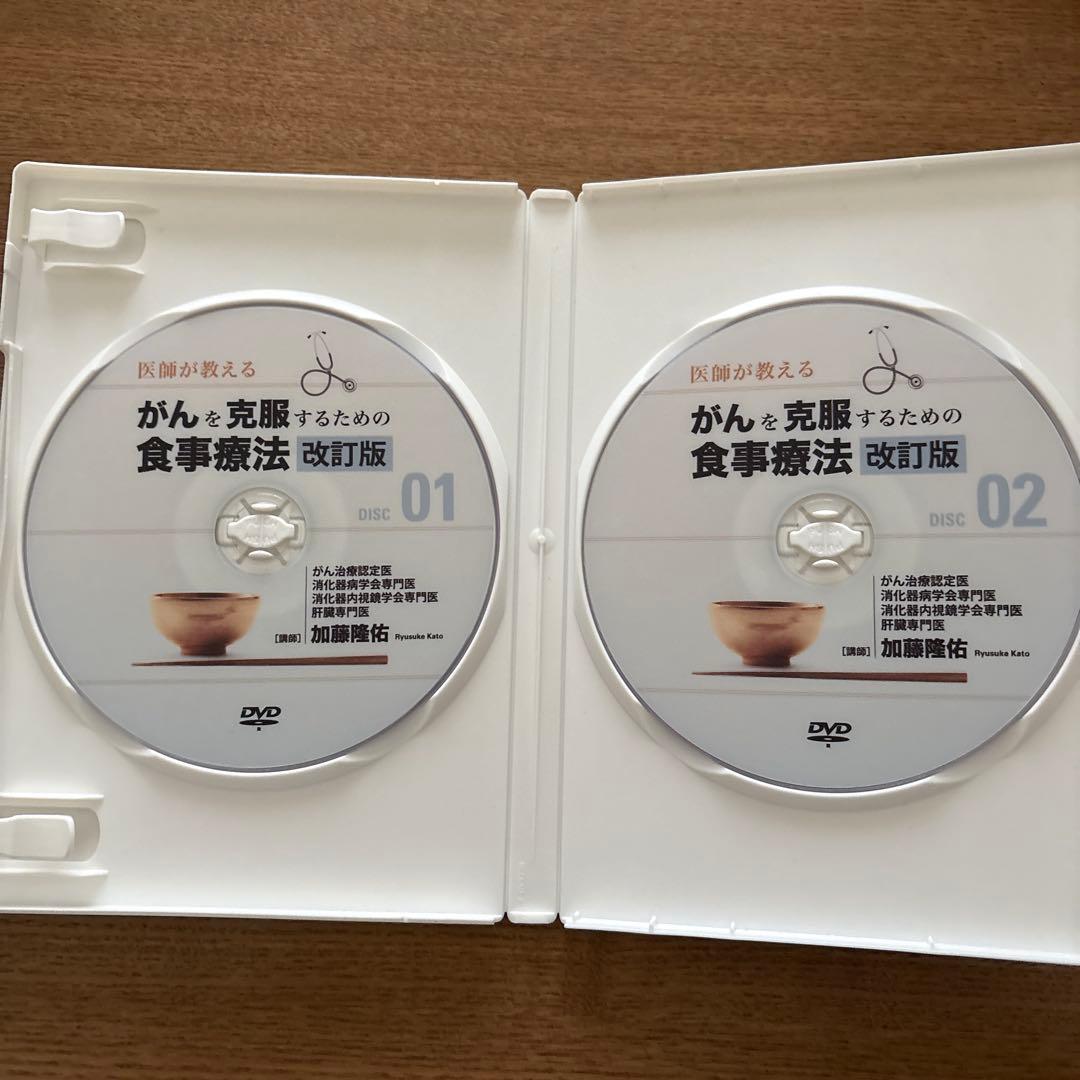 医師が教える
がんを克服するための
食事療法 改訂版
DISC 01
がん治療認定医
消化器病学会専門医
消化器内視鏡学会専門医
肝臓専門医
[講師] 加藤隆佑 Ryusuke Kato
DVD
医師が教える
がんを克服するための
食事療法 改訂版
DISC 02
がん治療認定医
消化器病学会専門医
消化器内視鏡学会専門医
肝臓専門医
[講師] 加藤隆佑 Ryusuke Kato
DVD